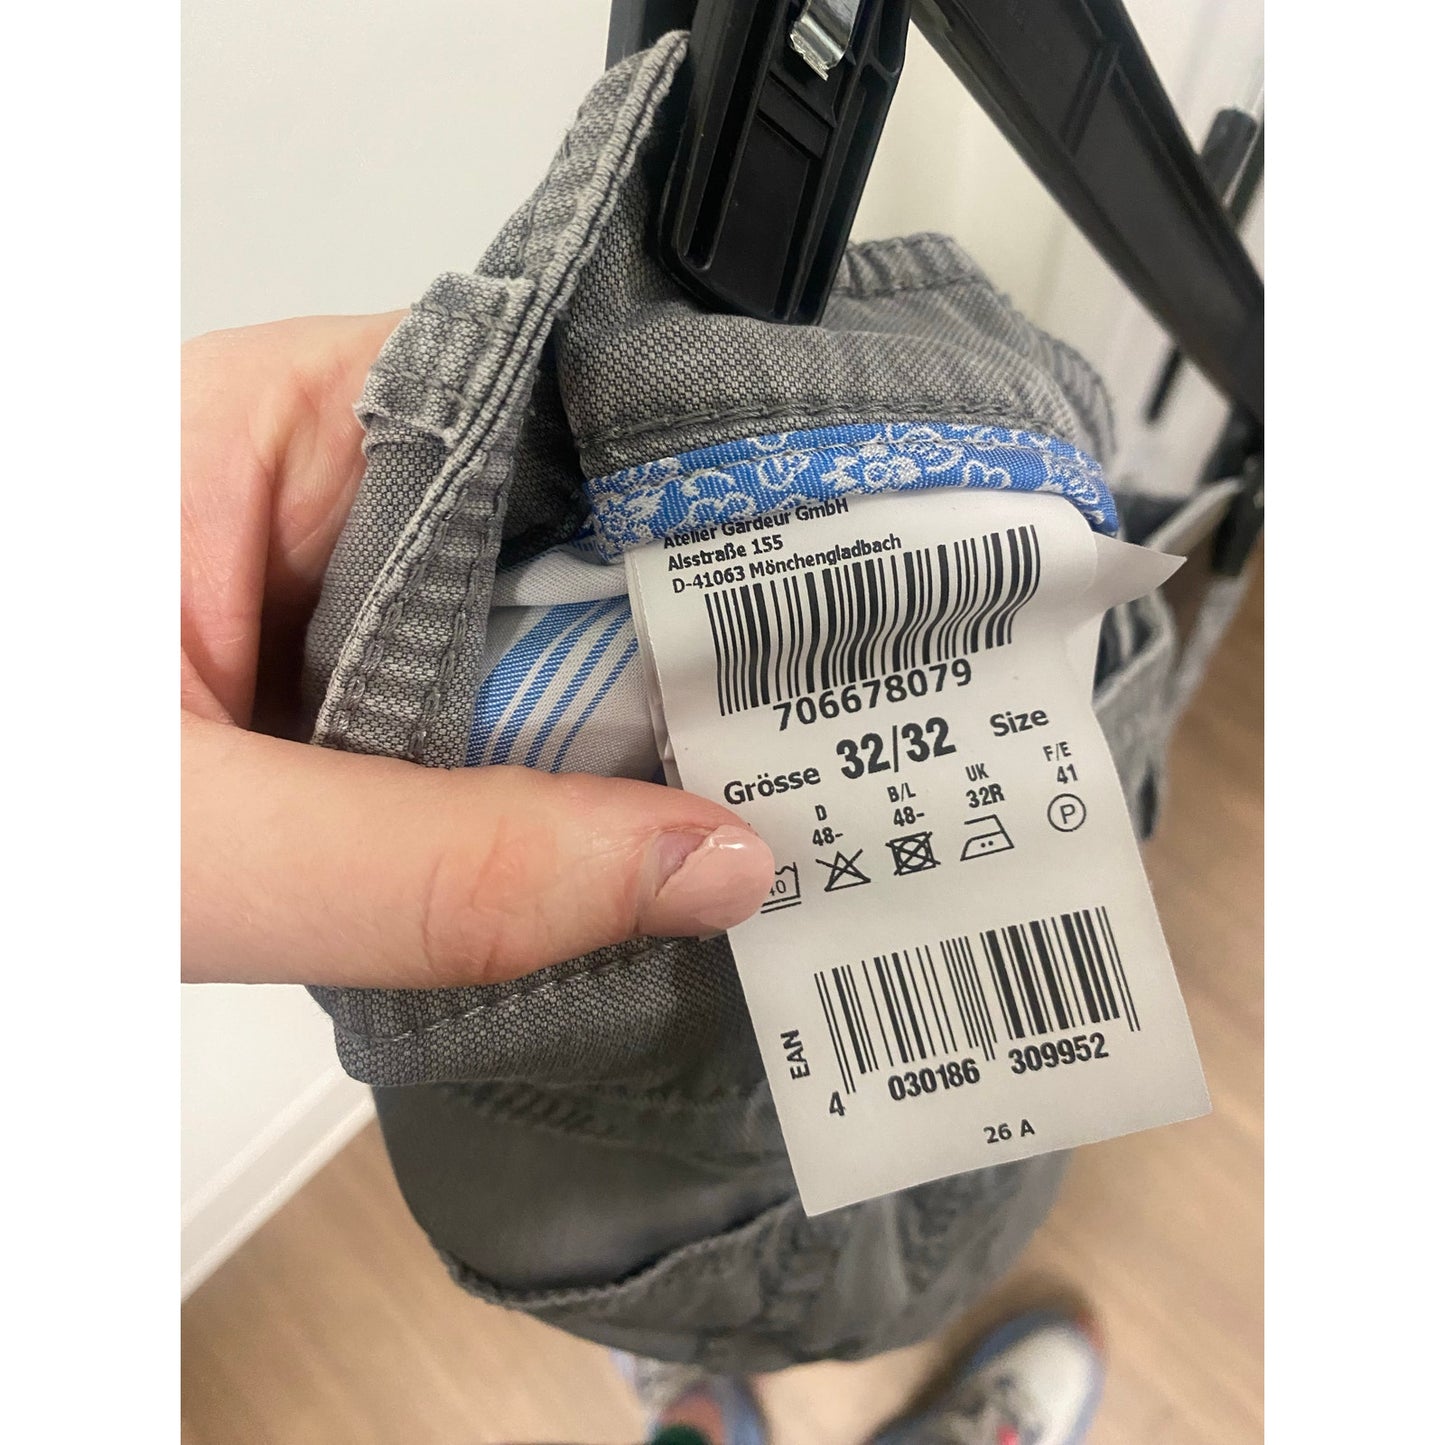 Atelier Gardeur GmbH
Alsstraße 155
D-41063 Mönchengladbach
706678079
Grösse 32/32 Size
D B/L UK F/E
48- 48- 32R 41
40 P
EAN
4 030186 309952
26 A